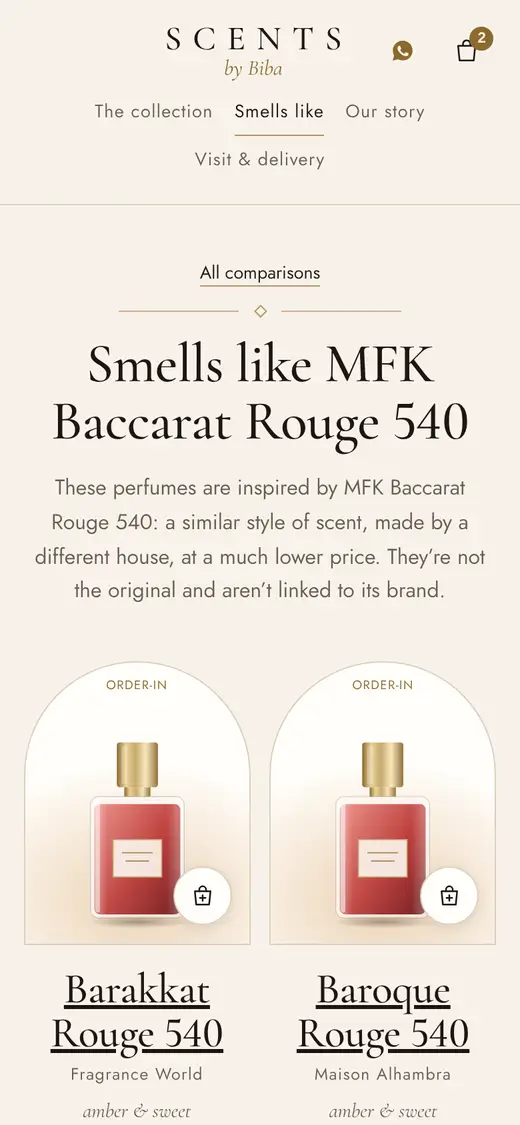 SCENTS
by Biba
2
The collection Smells like Our story
Visit & delivery
All comparisons
Smells like MFK
Baccarat Rouge 540
These perfumes are inspired by MFK Baccarat
Rouge 540: a similar style of scent, made by a
different house, at a much lower price. They’re not
the original and aren’t linked to its brand.
ORDER-IN ORDER-IN
Barakkat
Rouge 540
Fragrance World
amber & sweet
Baroque
Rouge 540
Maison Alhambra
amber & sweet